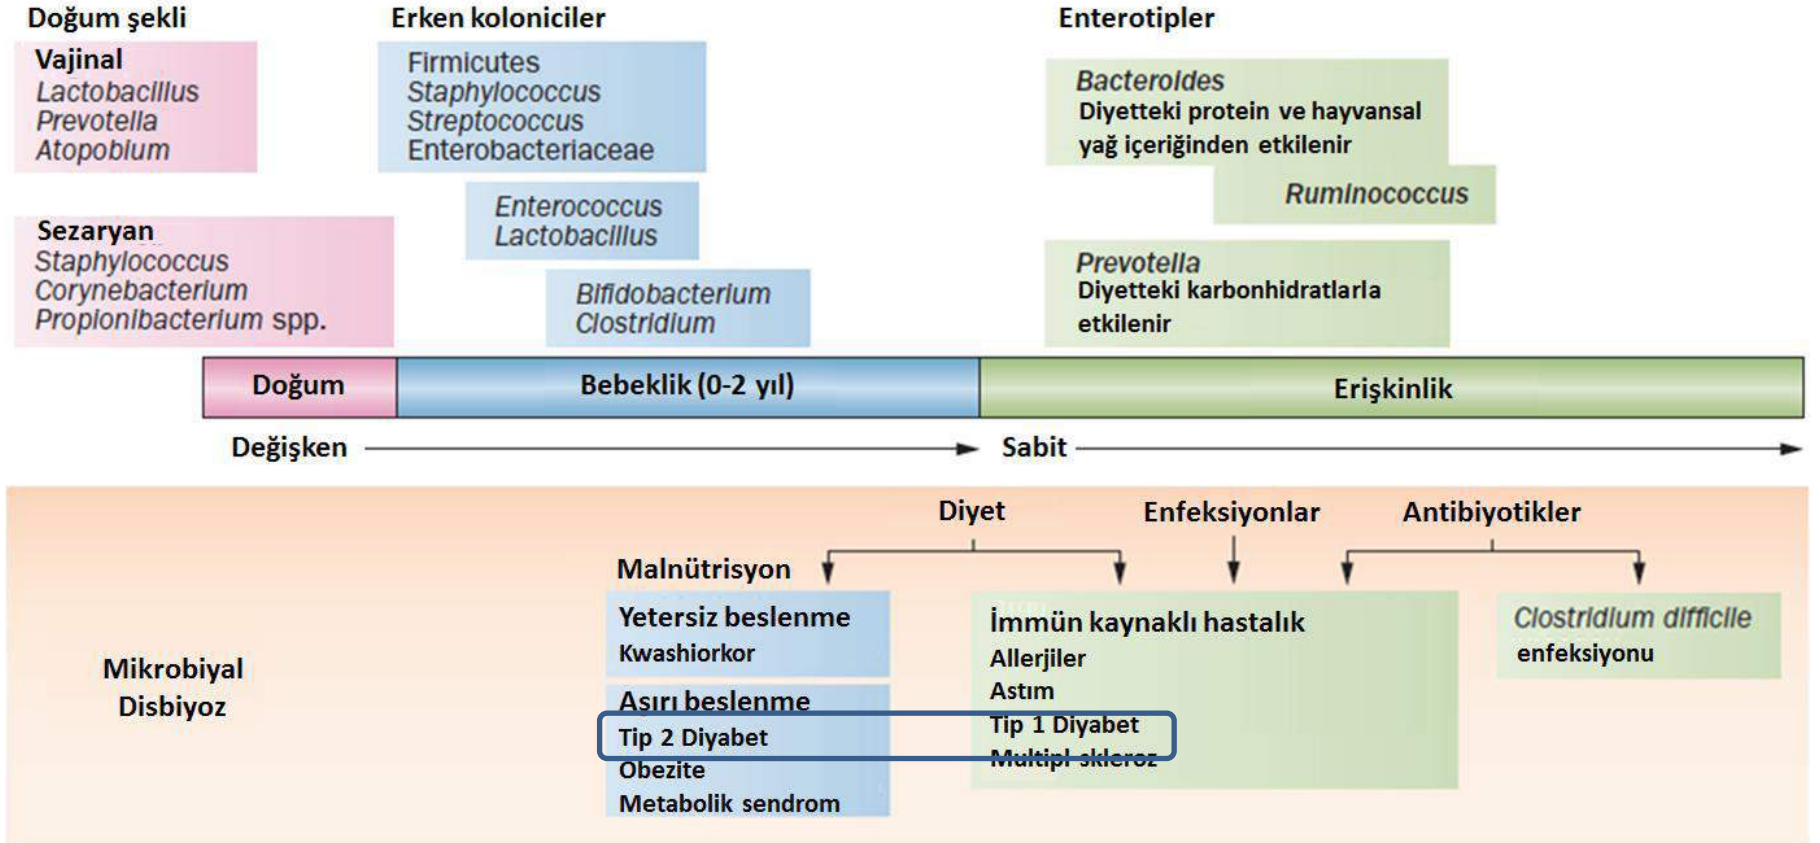 Doğum şekli
Vajinal
Lactobacillus
Prevotella
Atopobium
Sezaryan
Staphylococcus
Corynebacterium
Propionibacterium spp.
Erken koloniciler
Firmicutes
Staphylococcus
Streptococcus
Enterobacteriaceae
Enterococcus
Lactobacillus
Bifidobacterium
Clostridium
Enterotipler
Bacteroides
Diyetteki protein ve hayvansal
yağ içeriğinden etkilenir
Ruminococcus
Prevotella
Diyetteki karbonhidratlarla
etkilenir
Doğum
Bebeklik (0-2 yıl)
Erişkinlik
Değişken
Sabit
Diyet
Enfeksiyonlar
Antibiyotikler
Mikrobiyal
Disbiyoz
Malnütrisyon
Yetersiz beslenme
Kwashiorkor
Aşırı beslenme
Tip 2 Diyabet
Obezite
Metabolik sendrom
İmmün kaynaklı hastalık
Allerjiler
Astım
Tip 1 Diyabet
Multipl skleroz
Clostridium difficile
enfeksiyonu